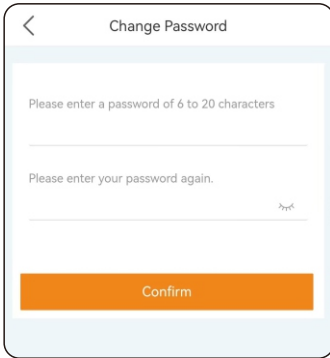 Change Password
Please enter a password of 6 to 20 characters
Please enter your password again.
Confirm